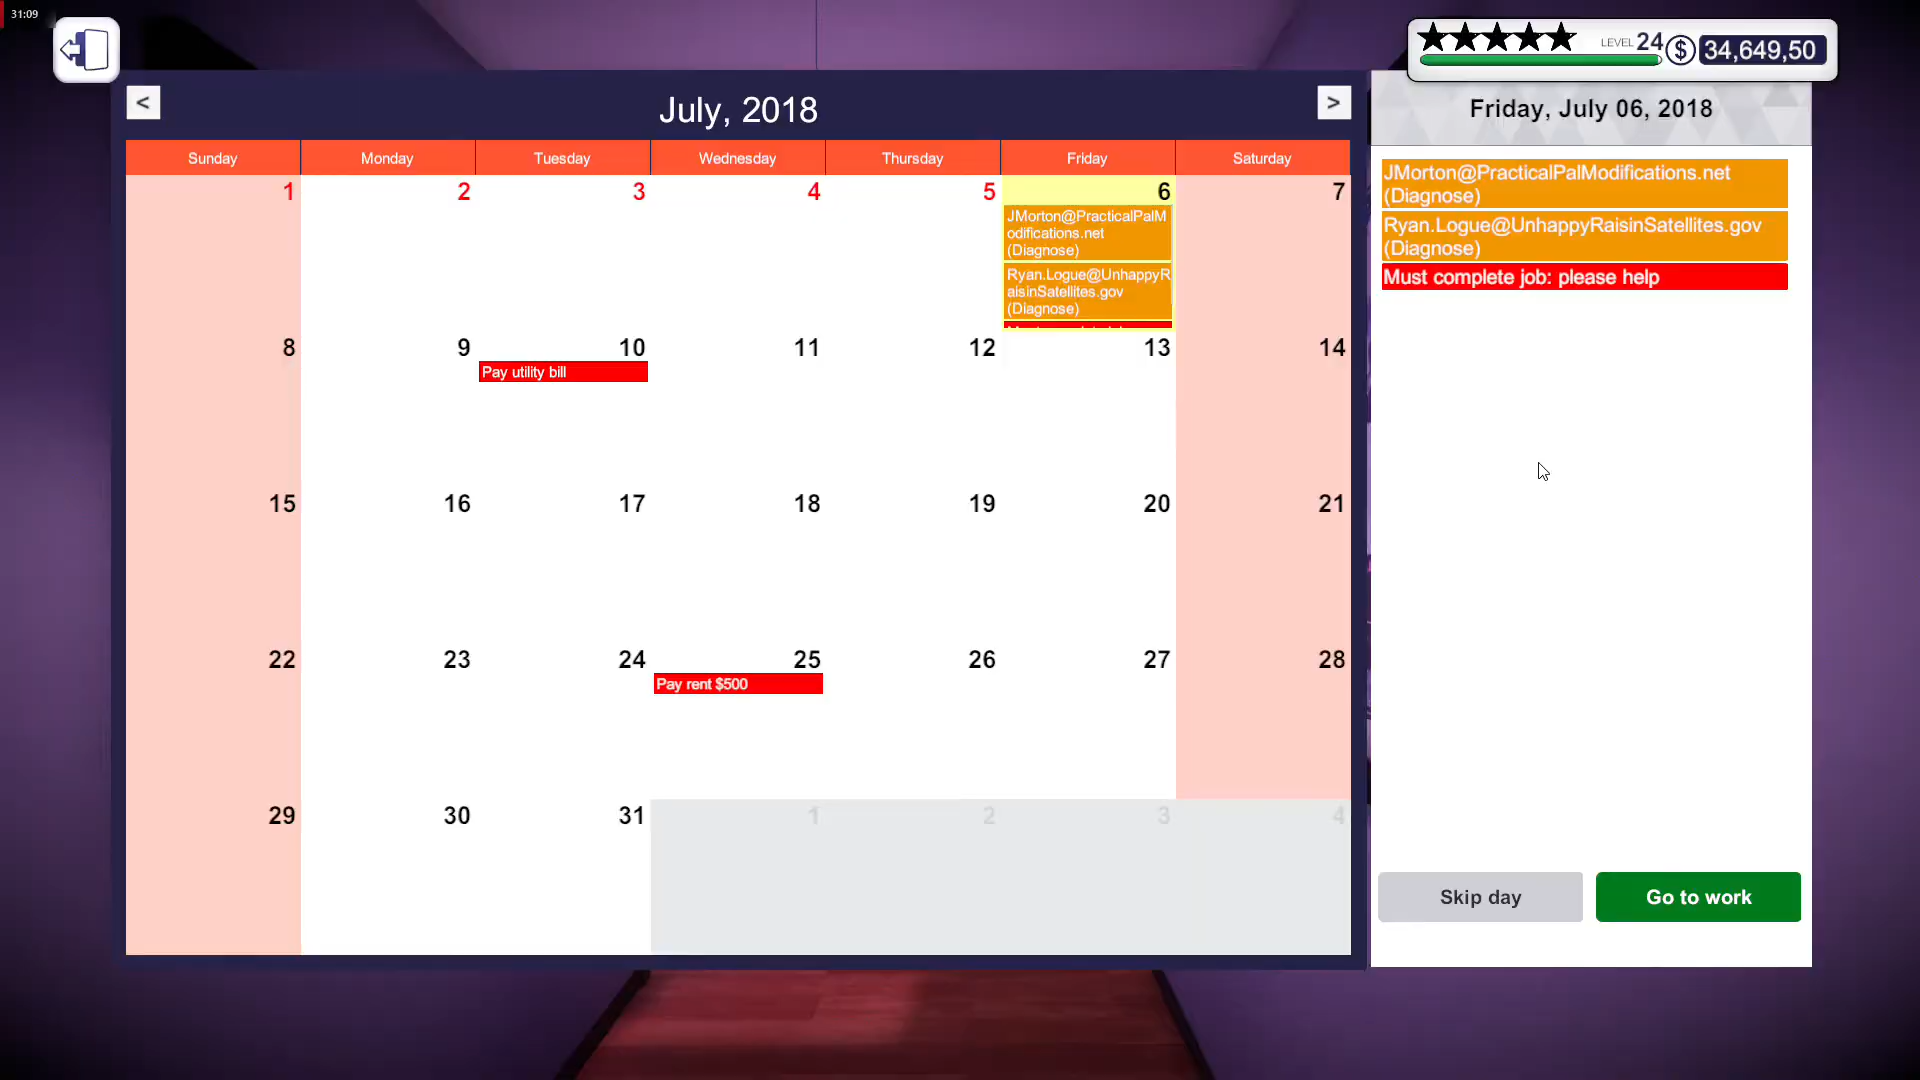 31:09
LEVEL 24
$ 34,649,50
<
July, 2018
>
Friday, July 06, 2018
Sunday Monday Tuesday Wednesday Thursday Friday Saturday
1 2 3 4 5 6 7
JMorton@PracticalPalM
odifications.net
(Diagnose)
Ryan.Logue@UnhappyR
aisinSatellites.gov
(Diagnose)
8 9 10 11 12 13 14
Pay utility bill
15 16 17 18 19 20 21
22 23 24 25 26 27 28
Pay rent $500
29 30 31 1 2 3 4
JMorton@PracticalPalModifications.net
(Diagnose)
Ryan.Logue@UnhappyRaisinSatellites.gov
(Diagnose)
Must complete job: please help
Skip day
Go to work